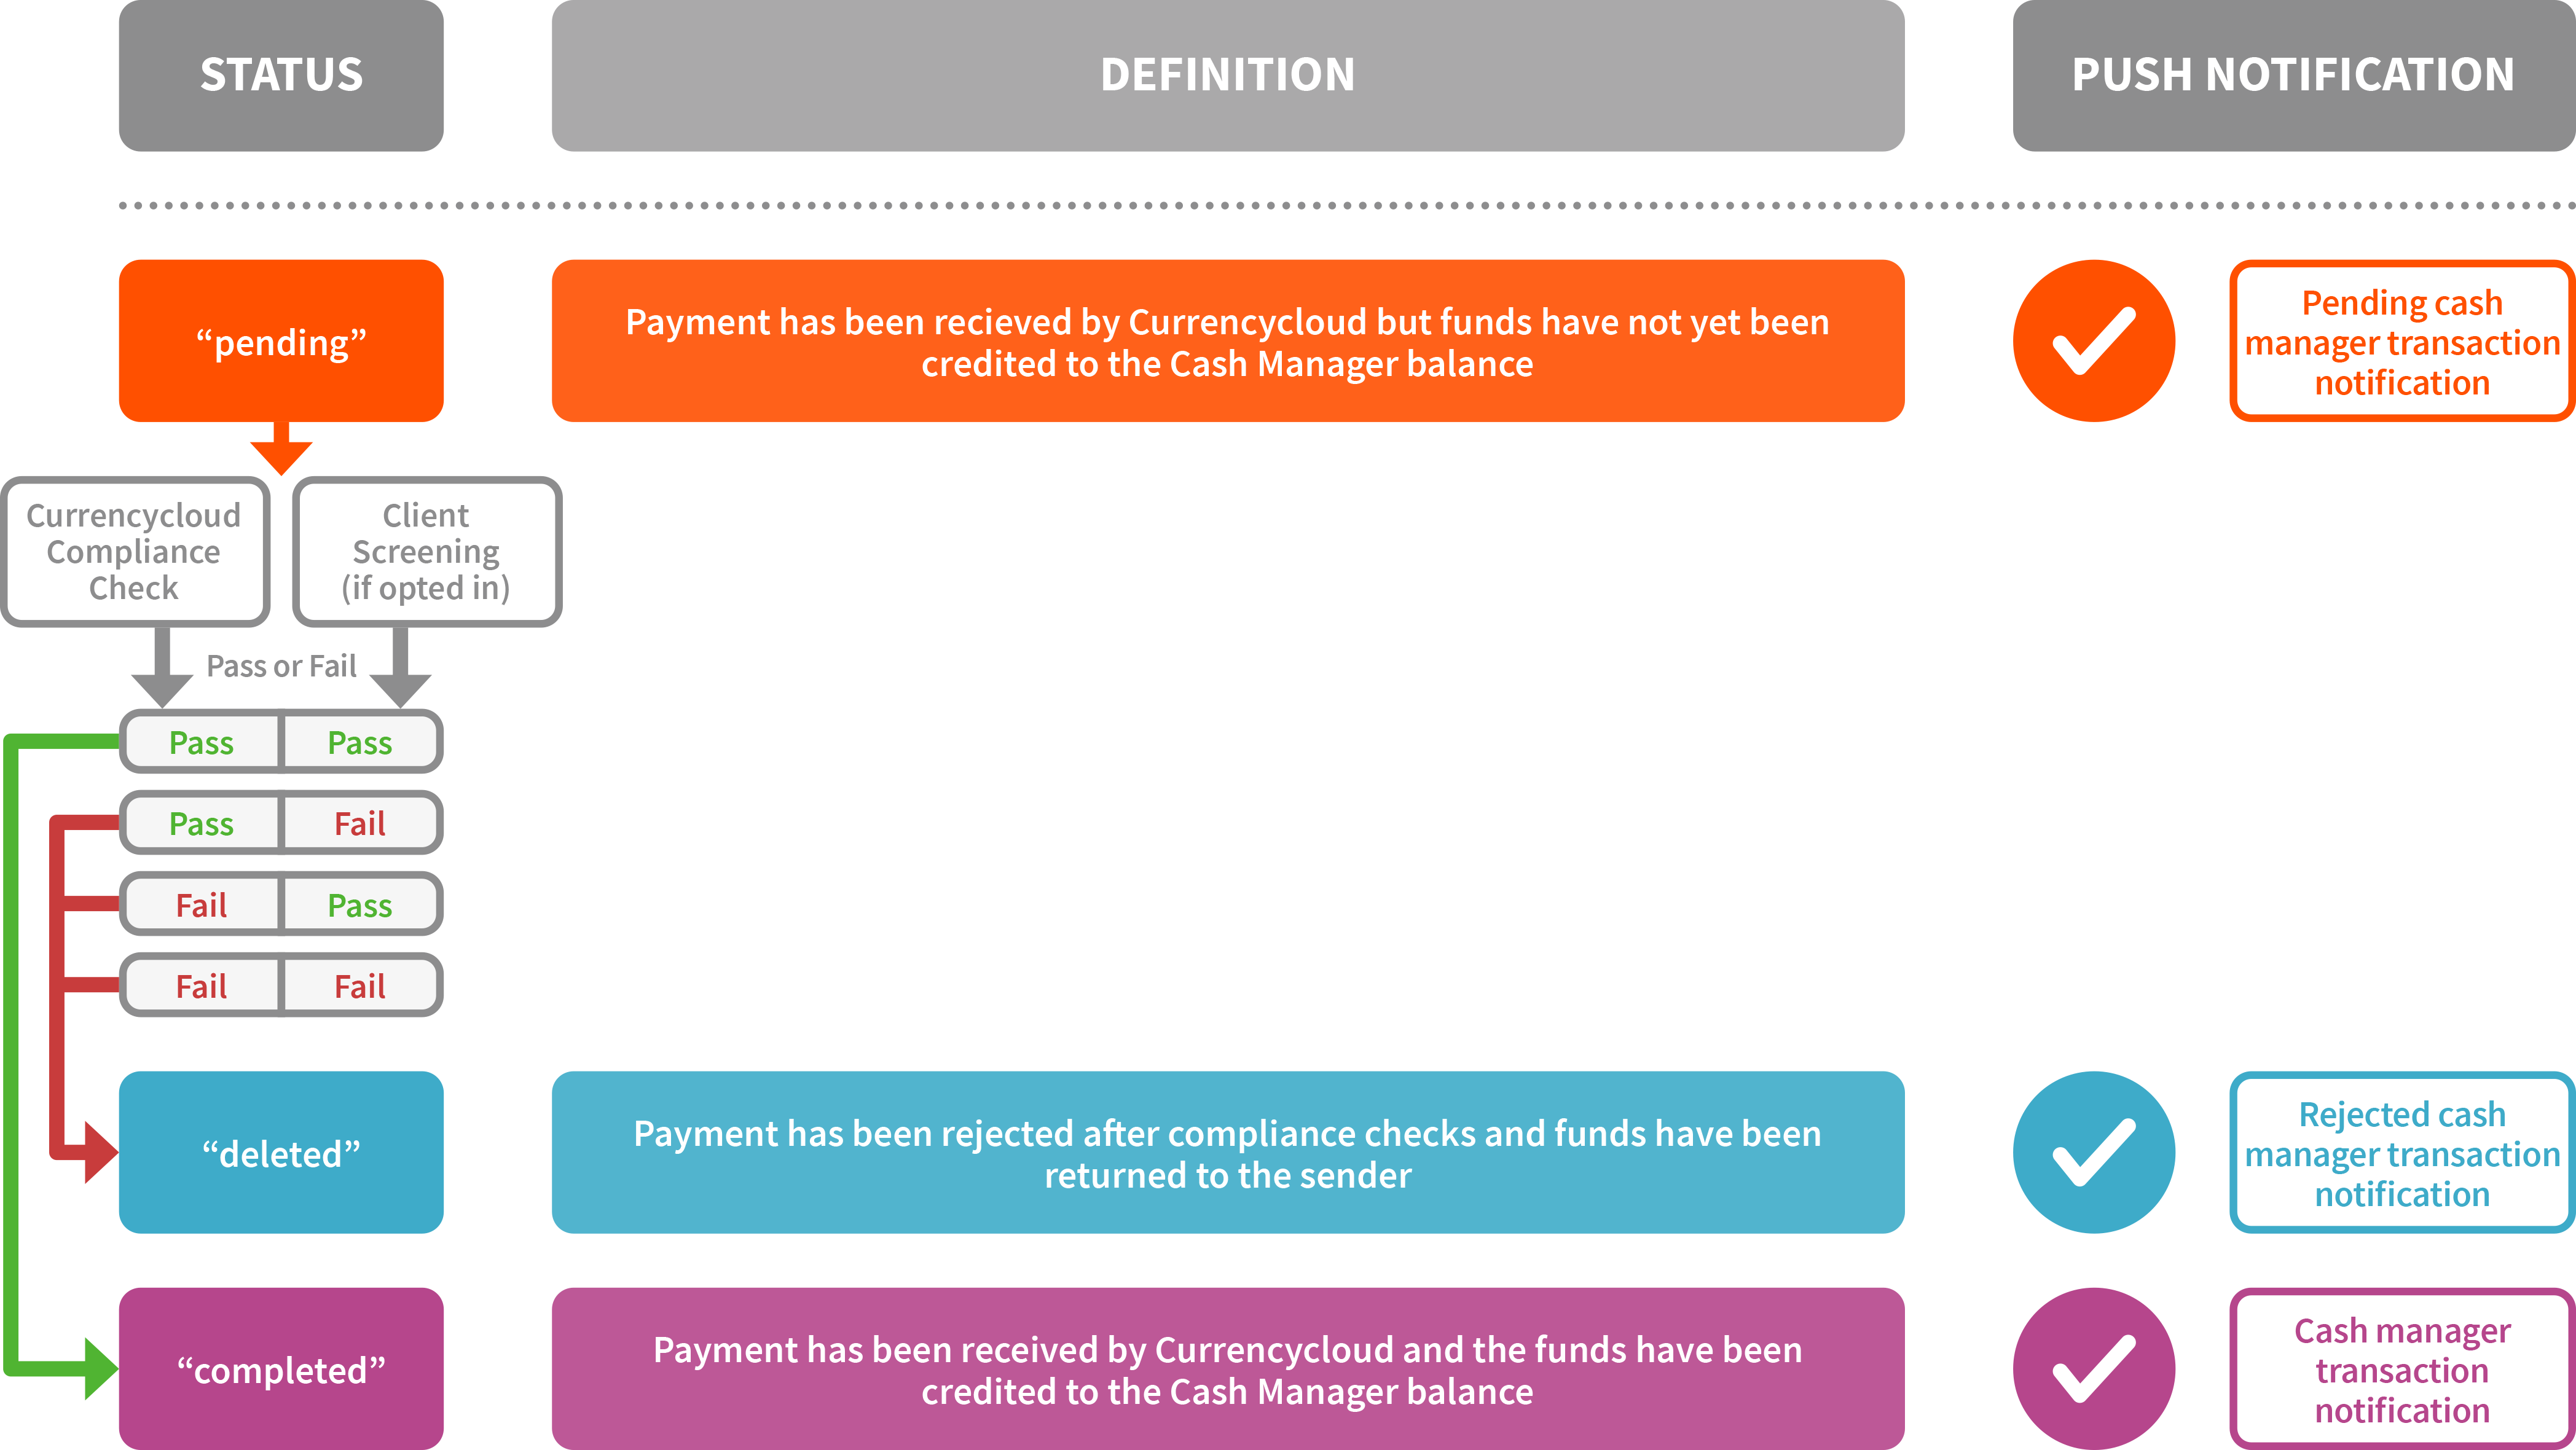 STATUS
DEFINITION
PUSH NOTIFICATION
“pending”
Payment has been recieved by Currencycloud but funds have not yet been
credited to the Cash Manager balance
Pending cash
manager transaction
notification
Currencycloud
Compliance
Check
Client
Screening
(if opted in)
Pass or Fail
Pass Pass
Pass Fail
Fail Pass
Fail Fail
“deleted”
Payment has been rejected after compliance checks and funds have been
returned to the sender
Rejected cash
manager transaction
notification
“completed”
Payment has been received by Currencycloud and the funds have been
credited to the Cash Manager balance
Cash manager
transaction
notification